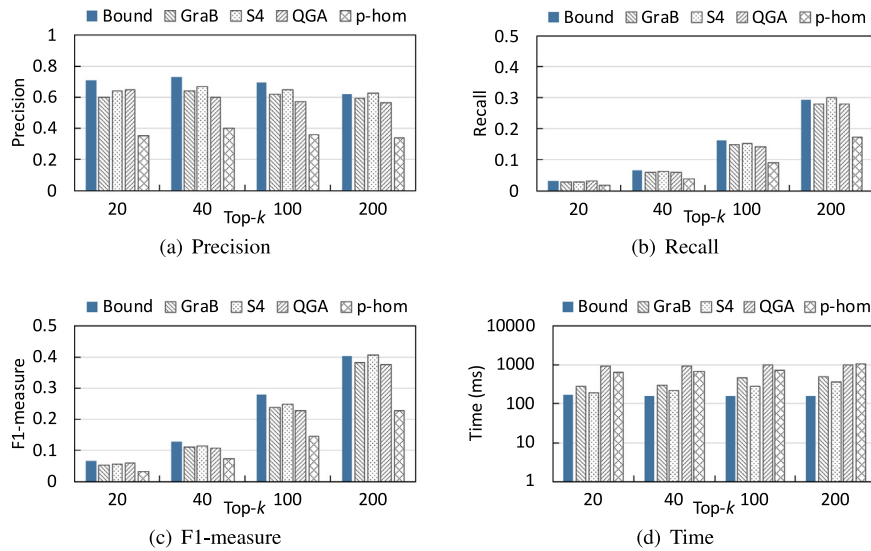 Bound GraB S4 QGA p-hom
1
0.8
0.6
0.4
0.2
0
Precision
20 40 100 200
Top-k
(a) Precision
Bound GraB S4 QGA p-hom
0.5
0.4
0.3
0.2
0.1
0
Recall
20 40 100 200
Top-k
(b) Recall
Bound GraB S4 QGA p-hom
0.5
0.4
0.3
0.2
0.1
0
F1-measure
20 40 100 200
Top-k
(c) F1-measure
Bound GraB S4 QGA p-hom
10000
1000
100
10
1
Time (ms)
20 40 100 200
Top-k
(d) Time